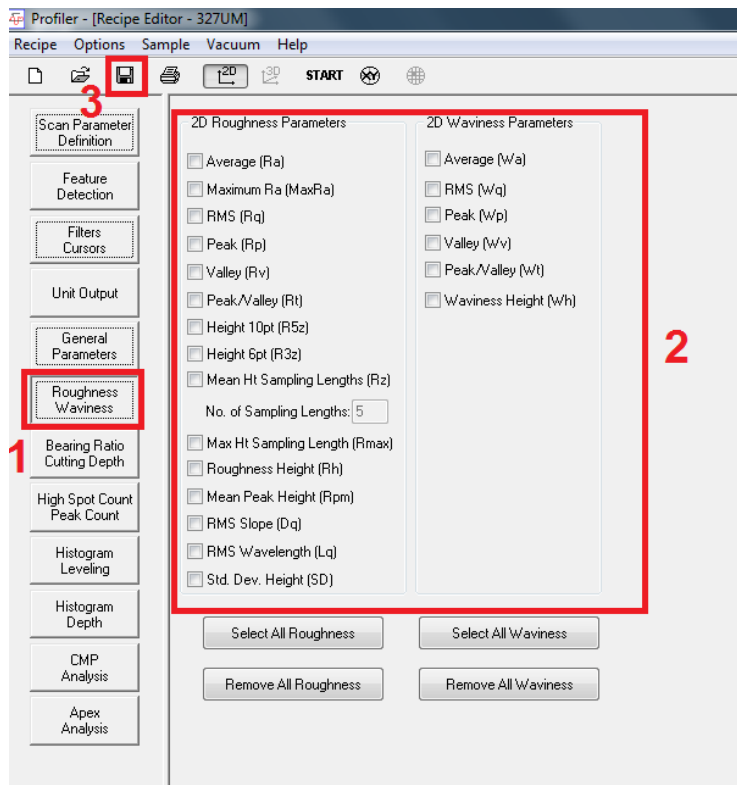 Profiler - [Recipe Editor - 327UM]
Recipe Options Sample Vacuum Help
2D 3D START XY
3
Scan Parameter
Definition
Feature
Detection
Filters
Cursors
Unit Output
General
Parameters
Roughness
Waviness
1
Bearing Ratio
Cutting Depth
High Spot Count
Peak Count
Histogram
Leveling
Histogram
Depth
CMP
Analysis
Apex
Analysis
2D Roughness Parameters
Average (Ra)
Maximum Ra (MaxRa)
RMS (Rq)
Peak (Rp)
Valley (Rv)
Peak/Valley (Rt)
Height 10pt (R5z)
Height 6pt (R3z)
Mean Ht Sampling Lengths (Rz)
No. of Sampling Lengths: 5
Max Ht Sampling Length (Rmax)
Roughness Height (Rh)
Mean Peak Height (Rpm)
RMS Slope (Dq)
RMS Wavelength (Lq)
Std. Dev. Height (SD)
Select All Roughness
Remove All Roughness
2D Waviness Parameters
Average (Wa)
RMS (Wq)
Peak (Wp)
Valley (Wv)
Peak/Valley (Wt)
Waviness Height (Wh)
Select All Waviness
Remove All Waviness
2